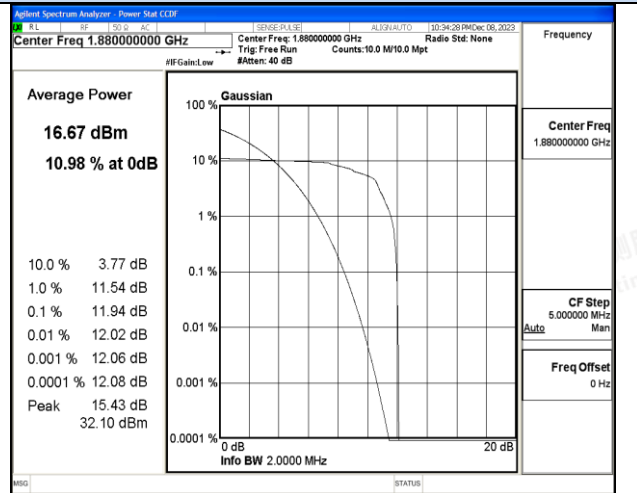 Agilent Spectrum Analyzer - Power Stat CCDF
RL RF 50 Ω AC SENSE:PULSE ALIGNAUTO 10:34:28 PM Dec 08, 2023
Center Freq 1.880000000 GHz
Center Freq: 1.880000000 GHz Radio Std: None
Trig: Free Run Counts:10.0 M/10.0 Mpt
#IFGain:Low #Atten: 40 dB
Frequency
Average Power
16.67 dBm
10.98 % at 0dB
10.0 % 3.77 dB
1.0 % 11.54 dB
0.1 % 11.94 dB
0.01 % 12.02 dB
0.001 % 12.06 dB
0.0001 % 12.08 dB
Peak 15.43 dB
32.10 dBm
Gaussian
100 %
10 %
1 %
0.1 %
0.01 %
0.001 %
0.0001 %
0 dB 20 dB
Info BW 2.0000 MHz
Center Freq
1.880000000 GHz
CF Step
5.000000 MHz
Auto Man
Freq Offset
0 Hz
MSG STATUS